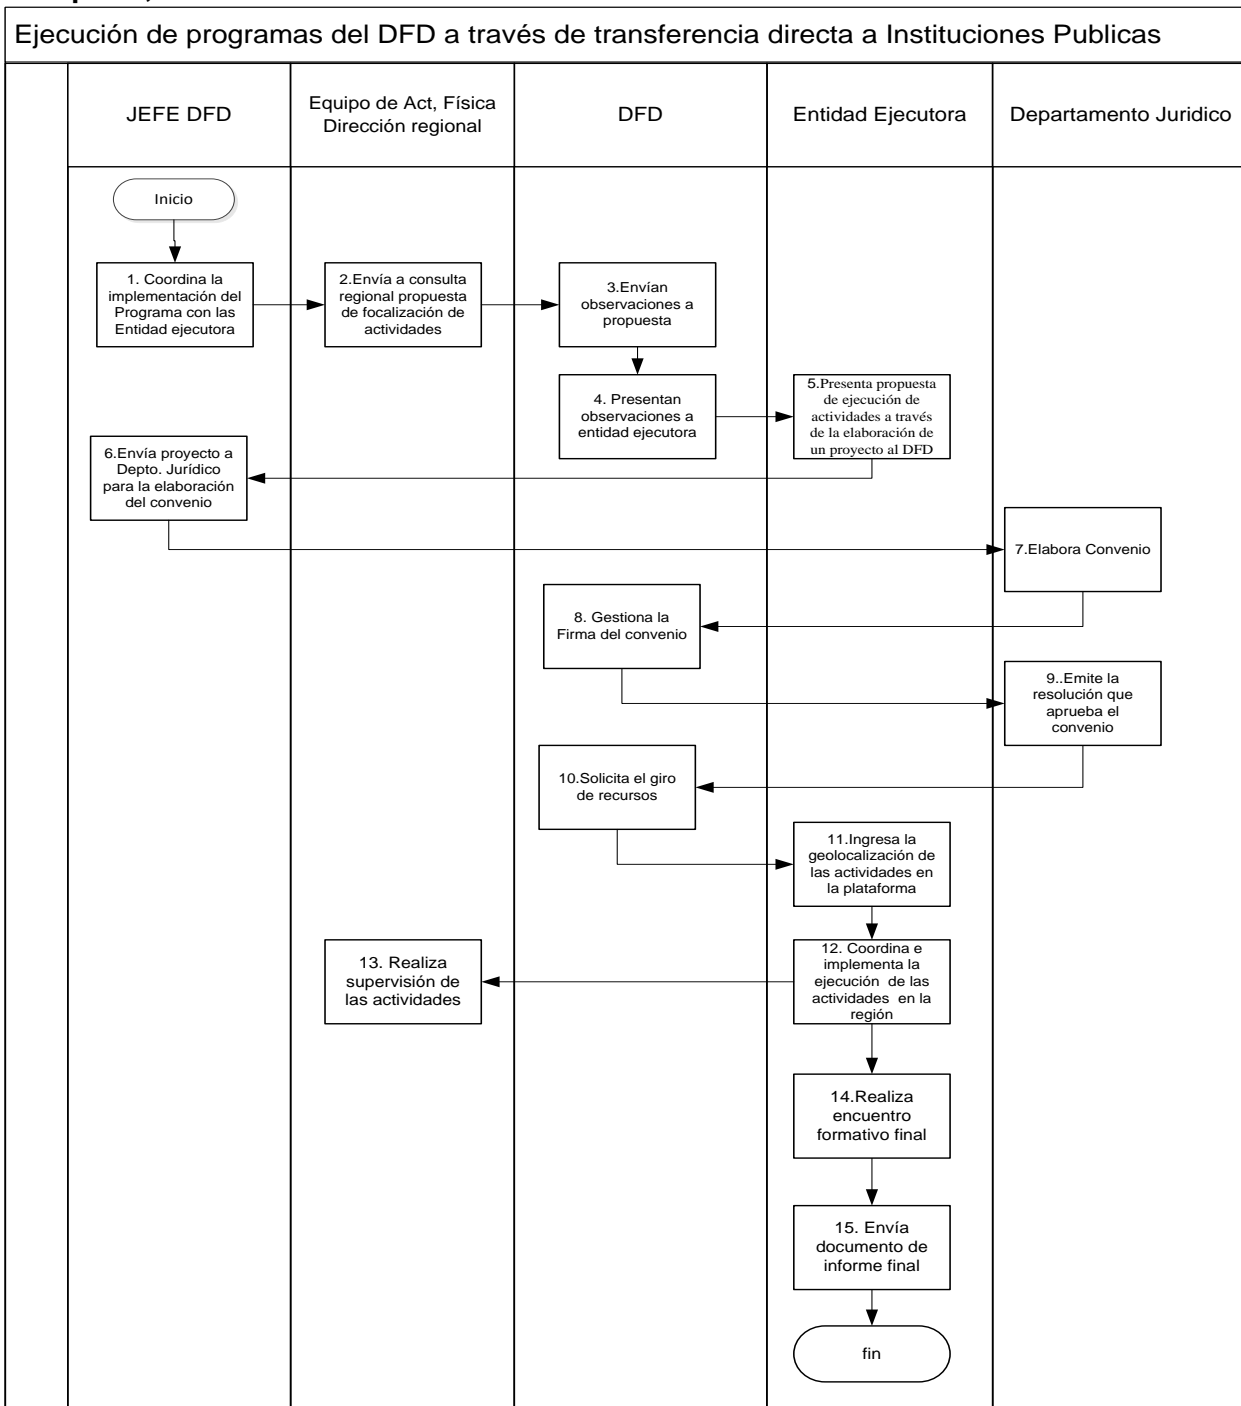 Ejecución de programas del DFD a través de transferencia directa a Instituciones Publicas
JEFE DFD
Equipo de Act, Física
Dirección regional
DFD
Entidad Ejecutora
Departamento Juridico
Inicio
1. Coordina la
implementación del
Programa con las
Entidad ejecutora
2.Envía a consulta
regional propuesta
de focalización de
actividades
3.Envían
observaciones a
propuesta
4. Presentan
observaciones a
entidad ejecutora
5.Presenta propuesta
de ejecución de
actividades a través
de la elaboración de
un proyecto al DFD
6.Envía proyecto a
Depto. Jurídico
para la elaboración
del convenio
7.Elabora Convenio
8. Gestiona la
Firma del convenio
9..Emite la
resolución que
aprueba el
convenio
10.Solicita el giro
de recursos
11.Ingresa la
geolocalización de
las actividades en
la plataforma
12. Coordina e
implementa la
ejecución de las
actividades en la
región
13. Realiza
supervisión de
las actividades
14.Realiza
encuentro
formativo final
15. Envía
documento de
informe final
fin